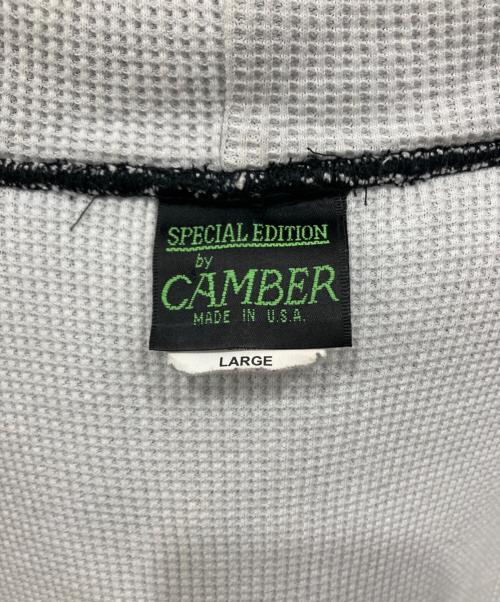 SPECIAL EDITION
by
CAMBER
MADE IN U.S.A.
LARGE